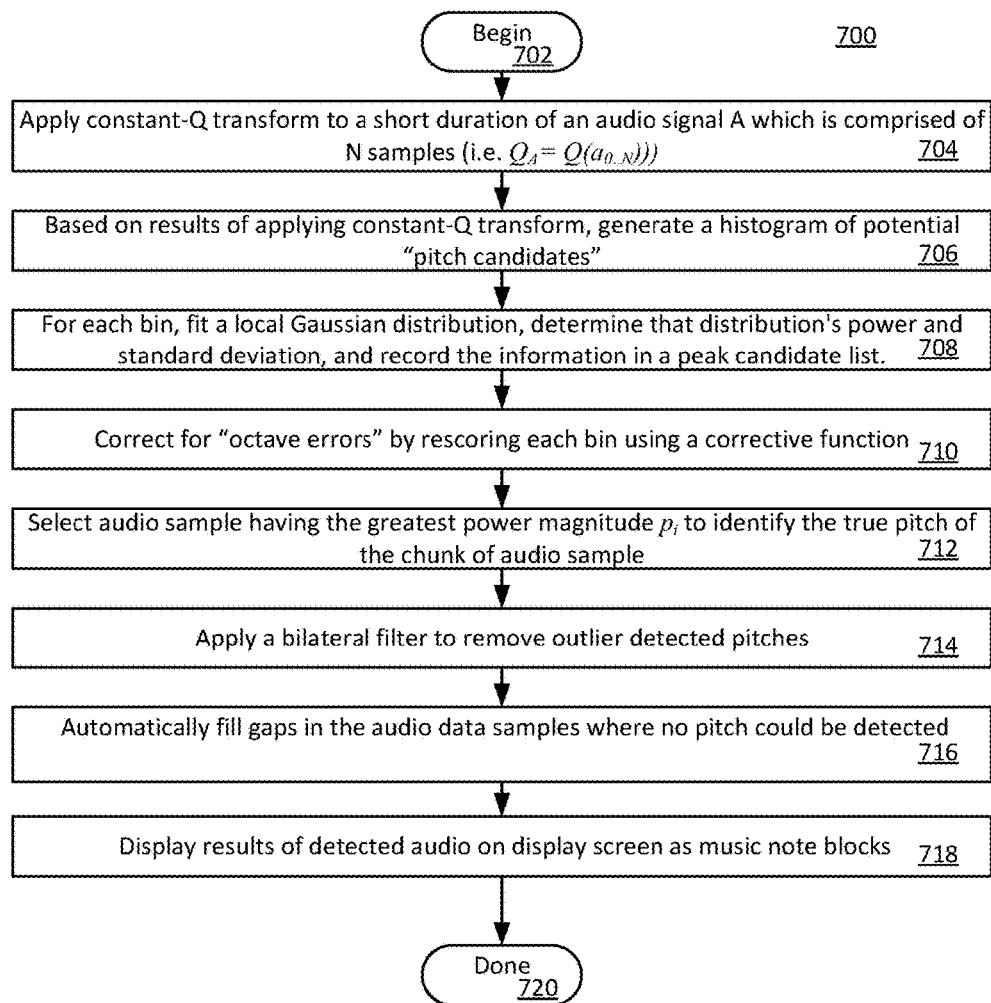 Begin
702
700
Apply constant-Q transform to a short duration of an audio signal A which is comprised of
N samples (i.e. Q_A = Q(a_{0..N})))
704
Based on results of applying constant-Q transform, generate a histogram of potential
“pitch candidates”
706
For each bin, fit a local Gaussian distribution, determine that distribution's power and
standard deviation, and record the information in a peak candidate list.
708
Correct for “octave errors” by rescoring each bin using a corrective function
710
Select audio sample having the greatest power magnitude p_i to identify the true pitch of
the chunk of audio sample
712
Apply a bilateral filter to remove outlier detected pitches
714
Automatically fill gaps in the audio data samples where no pitch could be detected
716
Display results of detected audio on display screen as music note blocks
718
Done
720